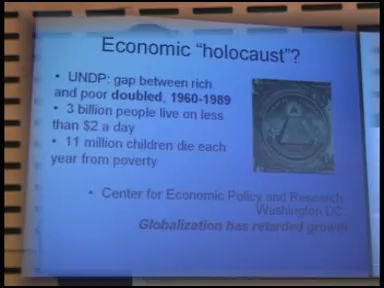 Economic “holocaust”?
• UNDP: gap between rich
and poor doubled, 1960-1989
• 3 billion people live on less
than $2 a day
• 11 million children die each
year from poverty
• Center for Economic Policy and Research,
Washington DC:
Globalization has retarded growth